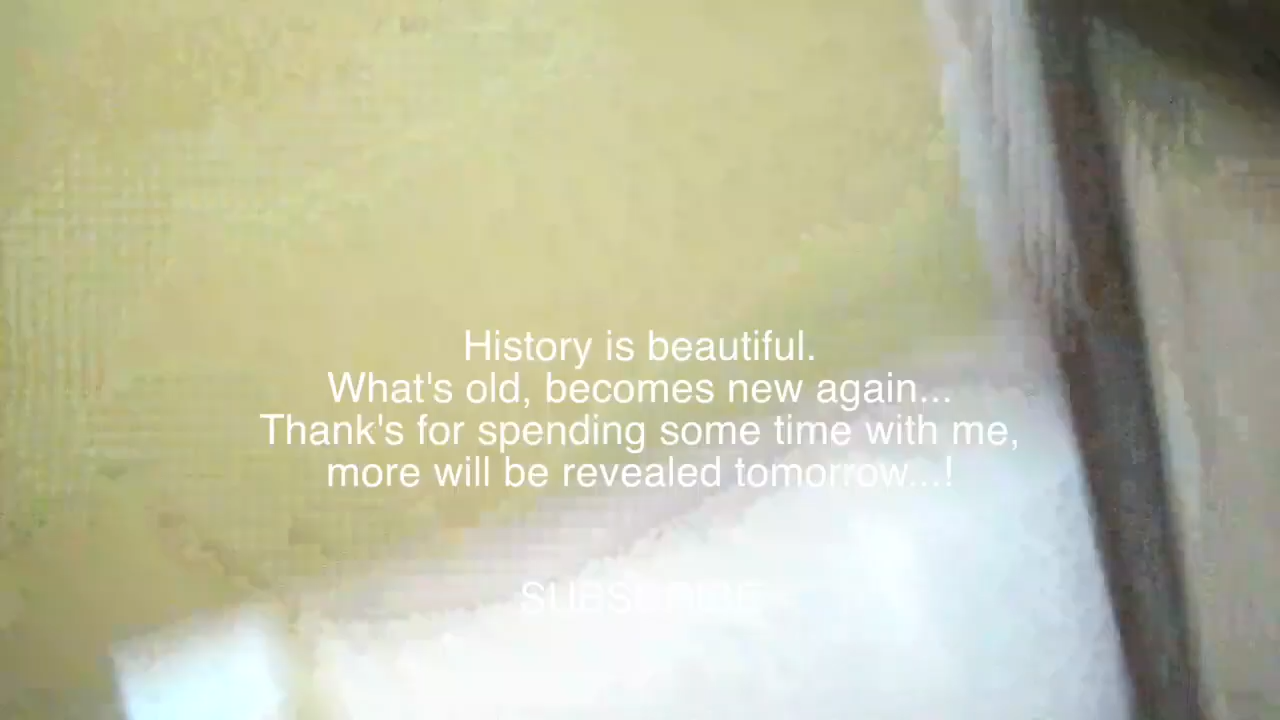 History is beautiful.
What's old, becomes new again...
Thank's for spending some time with me,
more will be revealed tomorrow...!
SUBSCRIBE